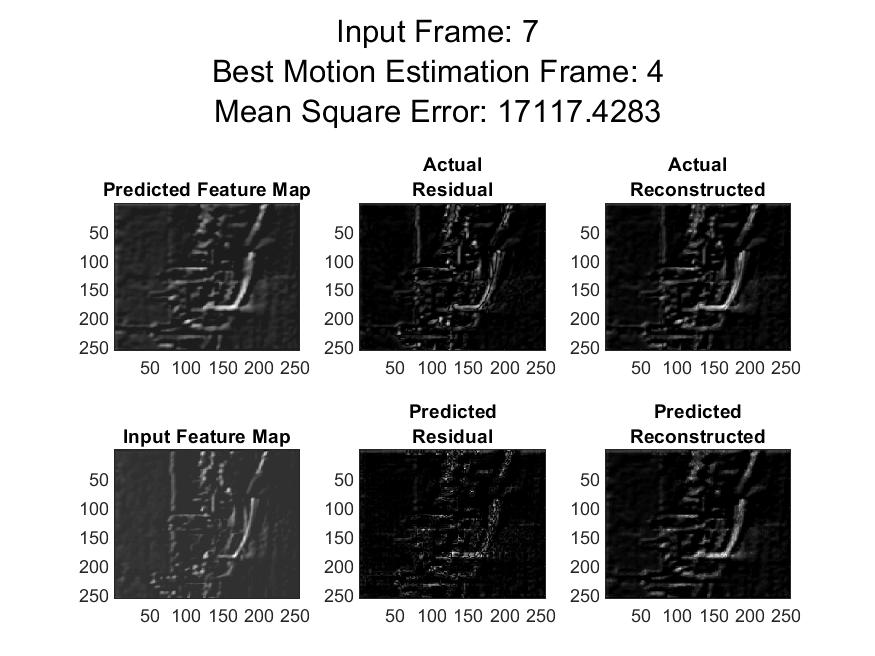 Input Frame: 7
Best Motion Estimation Frame: 4
Mean Square Error: 17117.4283
Predicted Feature Map
50
100
150
200
250
50 100 150 200 250
Actual
Residual
50
100
150
200
250
50 100 150 200 250
Actual
Reconstructed
50
100
150
200
250
50 100 150 200 250
Input Feature Map
50
100
150
200
250
50 100 150 200 250
Predicted
Residual
50
100
150
200
250
50 100 150 200 250
Predicted
Reconstructed
50
100
150
200
250
50 100 150 200 250